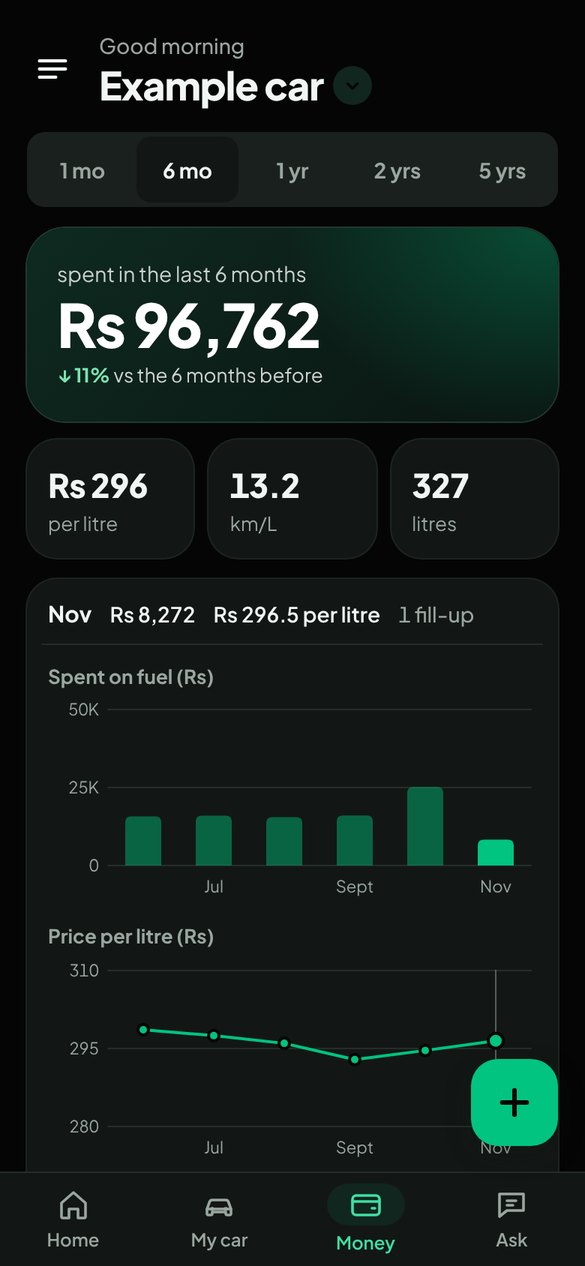 Good morning
Example car
1 mo 6 mo 1 yr 2 yrs 5 yrs
spent in the last 6 months
Rs 96,762
↓ 11% vs the 6 months before
Rs 296 13.2 327
per litre km/L litres
Nov Rs 8,272 Rs 296.5 per litre 1 fill-up
Spent on fuel (Rs)
50K
25K
0
Jul Sept Nov
Price per litre (Rs)
310
295
280
Jul Sept Nov
Home My car Money Ask